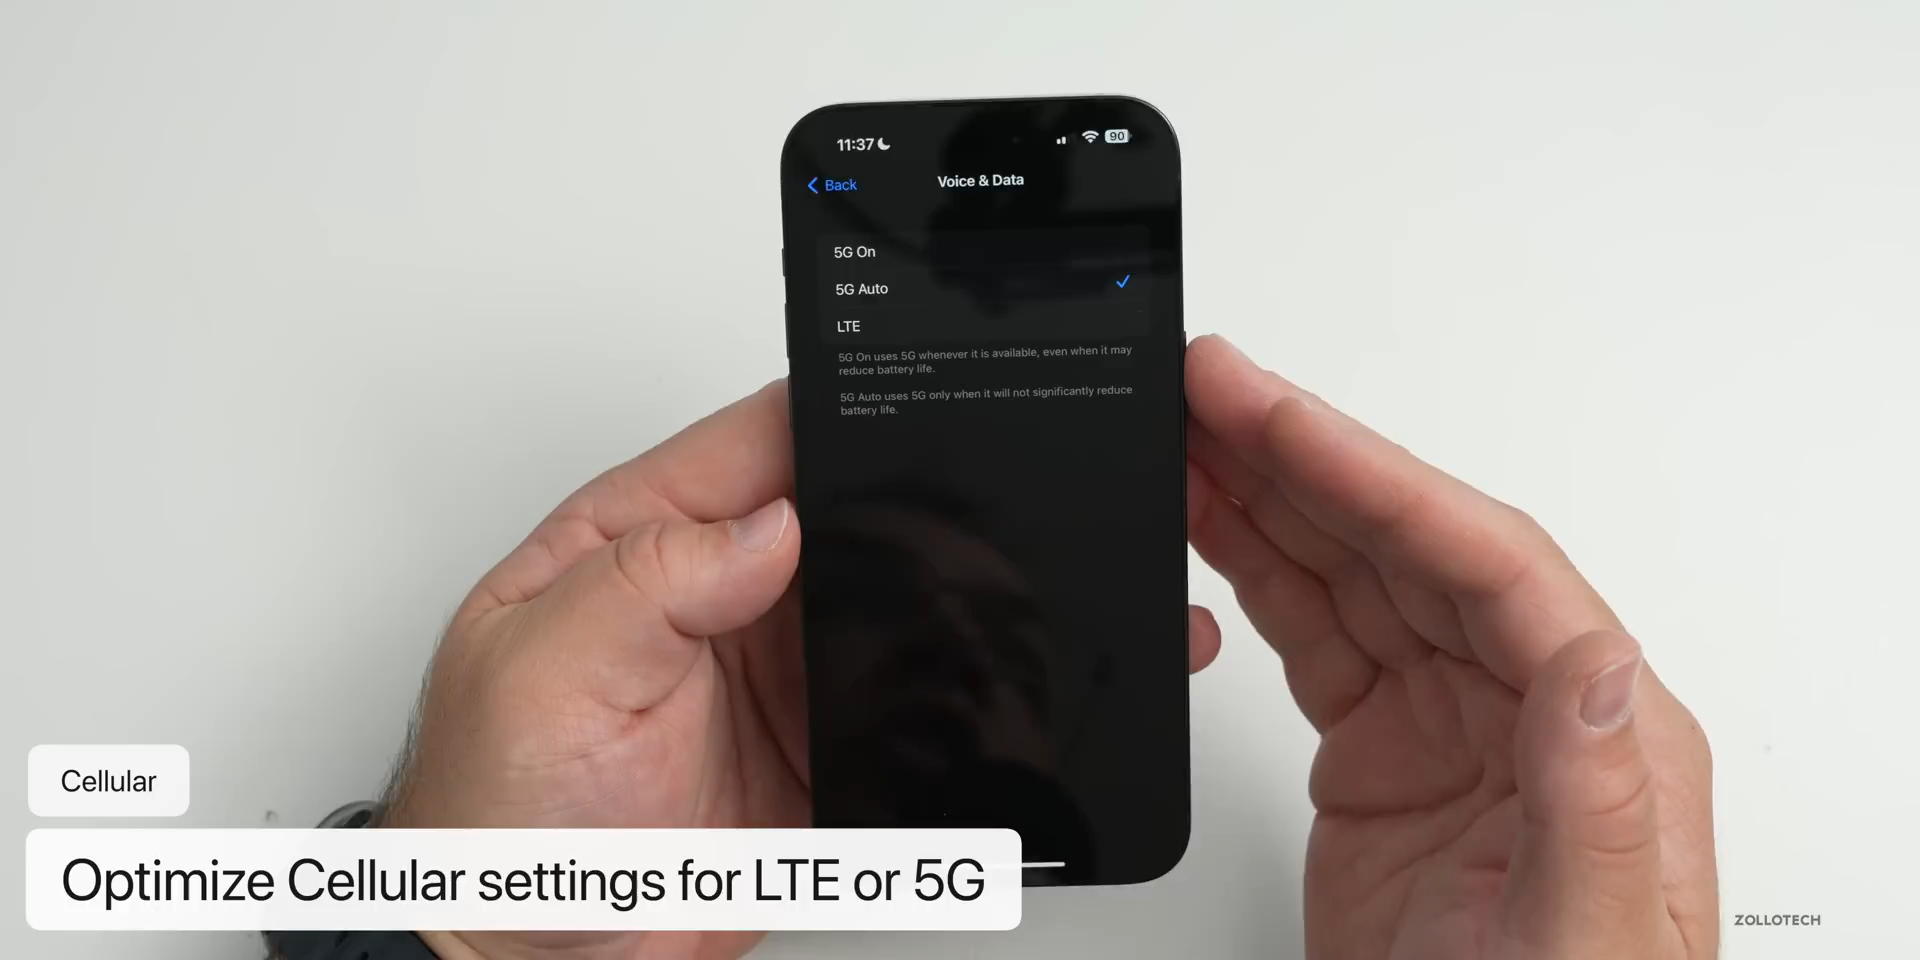 11:37
90
Back
Voice & Data
5G On
5G Auto
LTE
5G On uses 5G whenever it is available, even when it may
reduce battery life.
5G Auto uses 5G only when it will not significantly reduce
battery life.
Cellular
Optimize Cellular settings for LTE or 5G
ZOLLOTECH